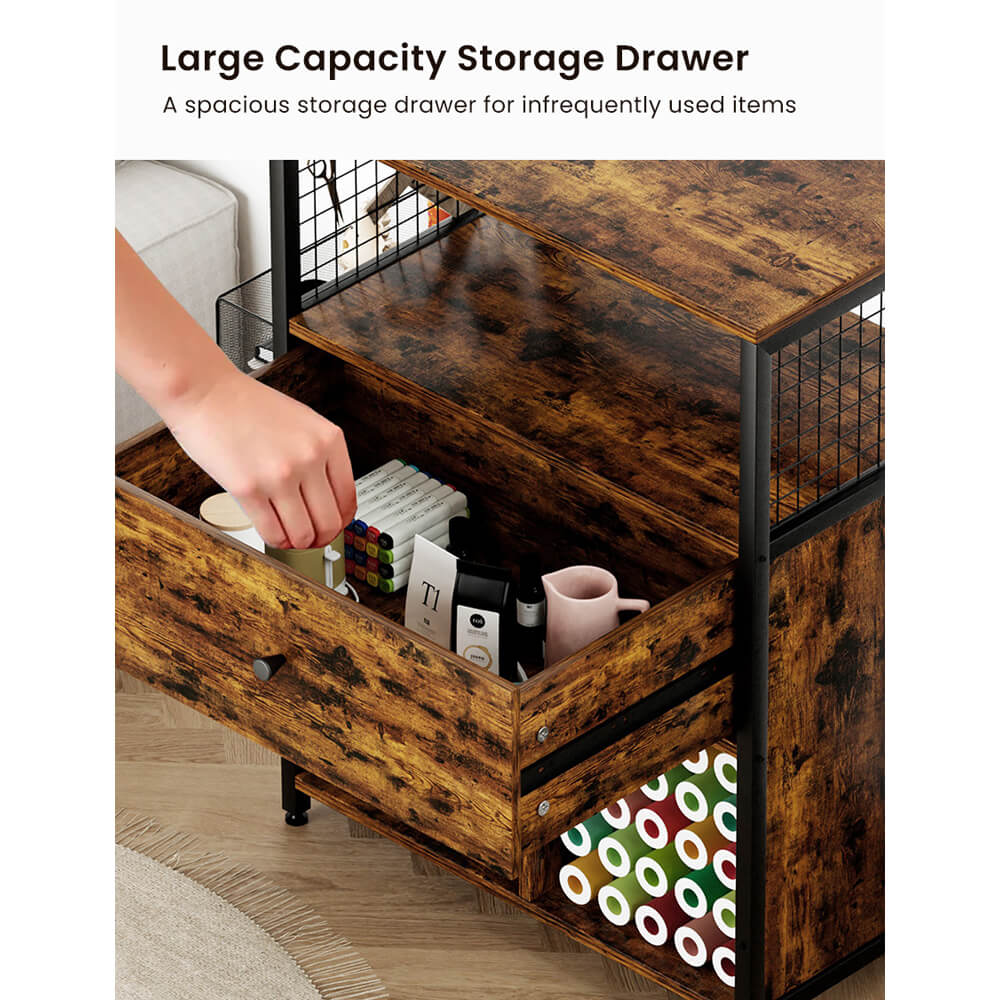 Large Capacity Storage Drawer
A spacious storage drawer for infrequently used items
T1